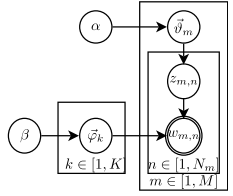 α
ϑ⃗_m
z_{m,n}
β
φ⃗_k
w_{m,n}
k ∈ [1, K]
n ∈ [1, N_m]
m ∈ [1, M]